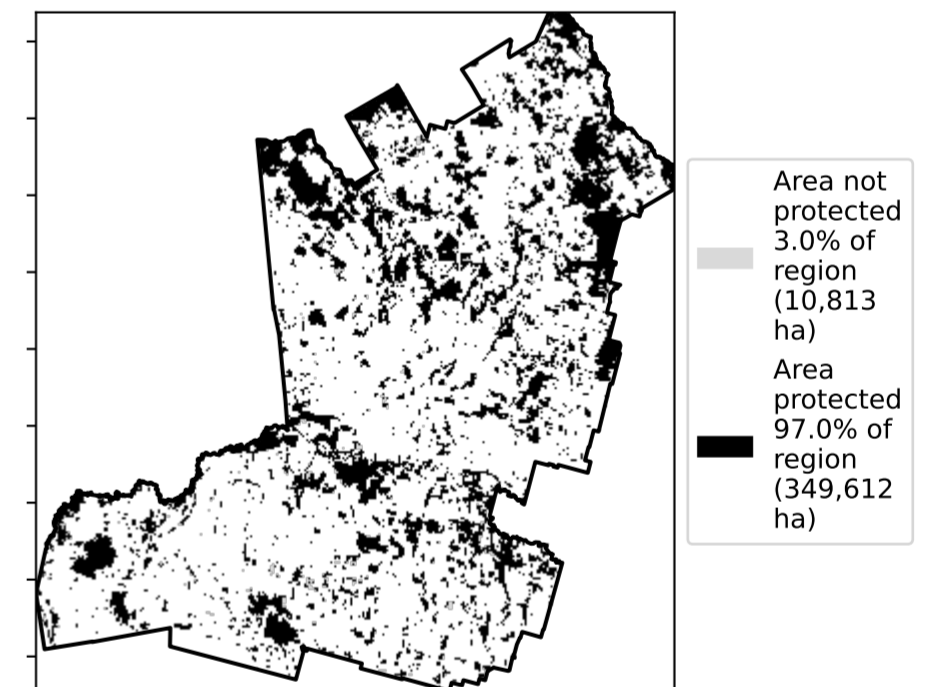 Area not
protected
3.0% of
region
(10,813
ha)
Area
protected
97.0% of
region
(349,612
ha)